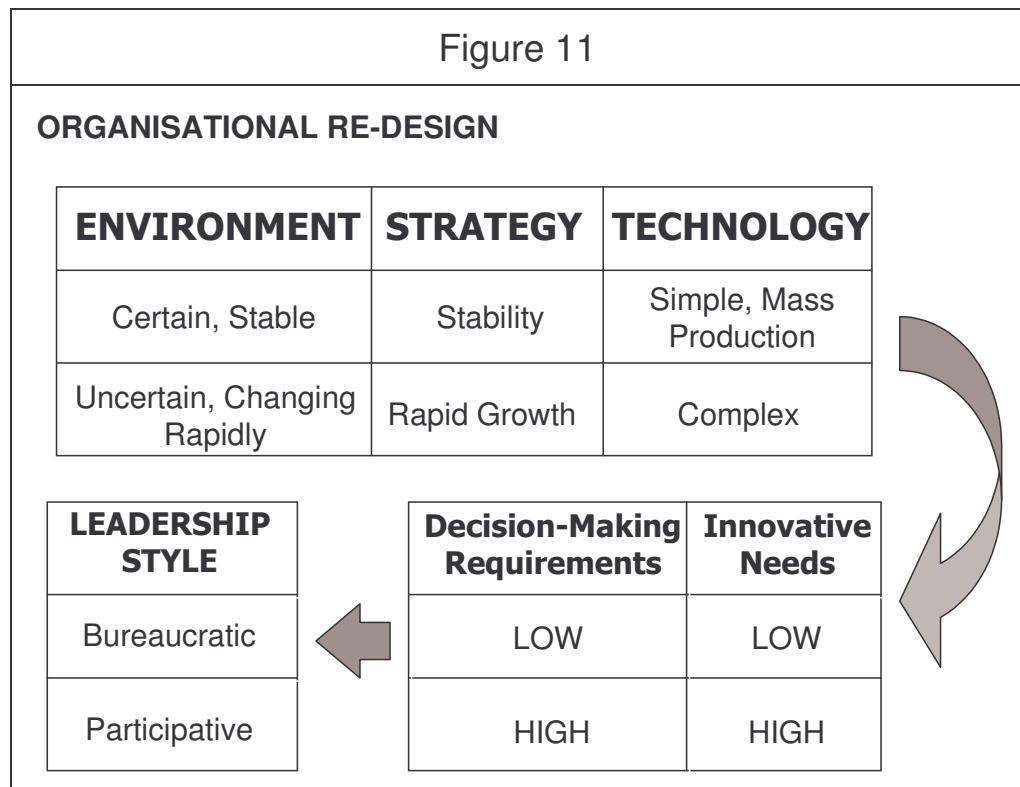 Figure 11
ORGANISATIONAL RE-DESIGN
ENVIRONMENT STRATEGY TECHNOLOGY
Certain, Stable Stability Simple, Mass
Production
Uncertain, Changing
Rapidly Rapid Growth Complex
LEADERSHIP
STYLE
Decision-Making
Requirements
Innovative
Needs
Bureaucratic LOW LOW
Participative HIGH HIGH